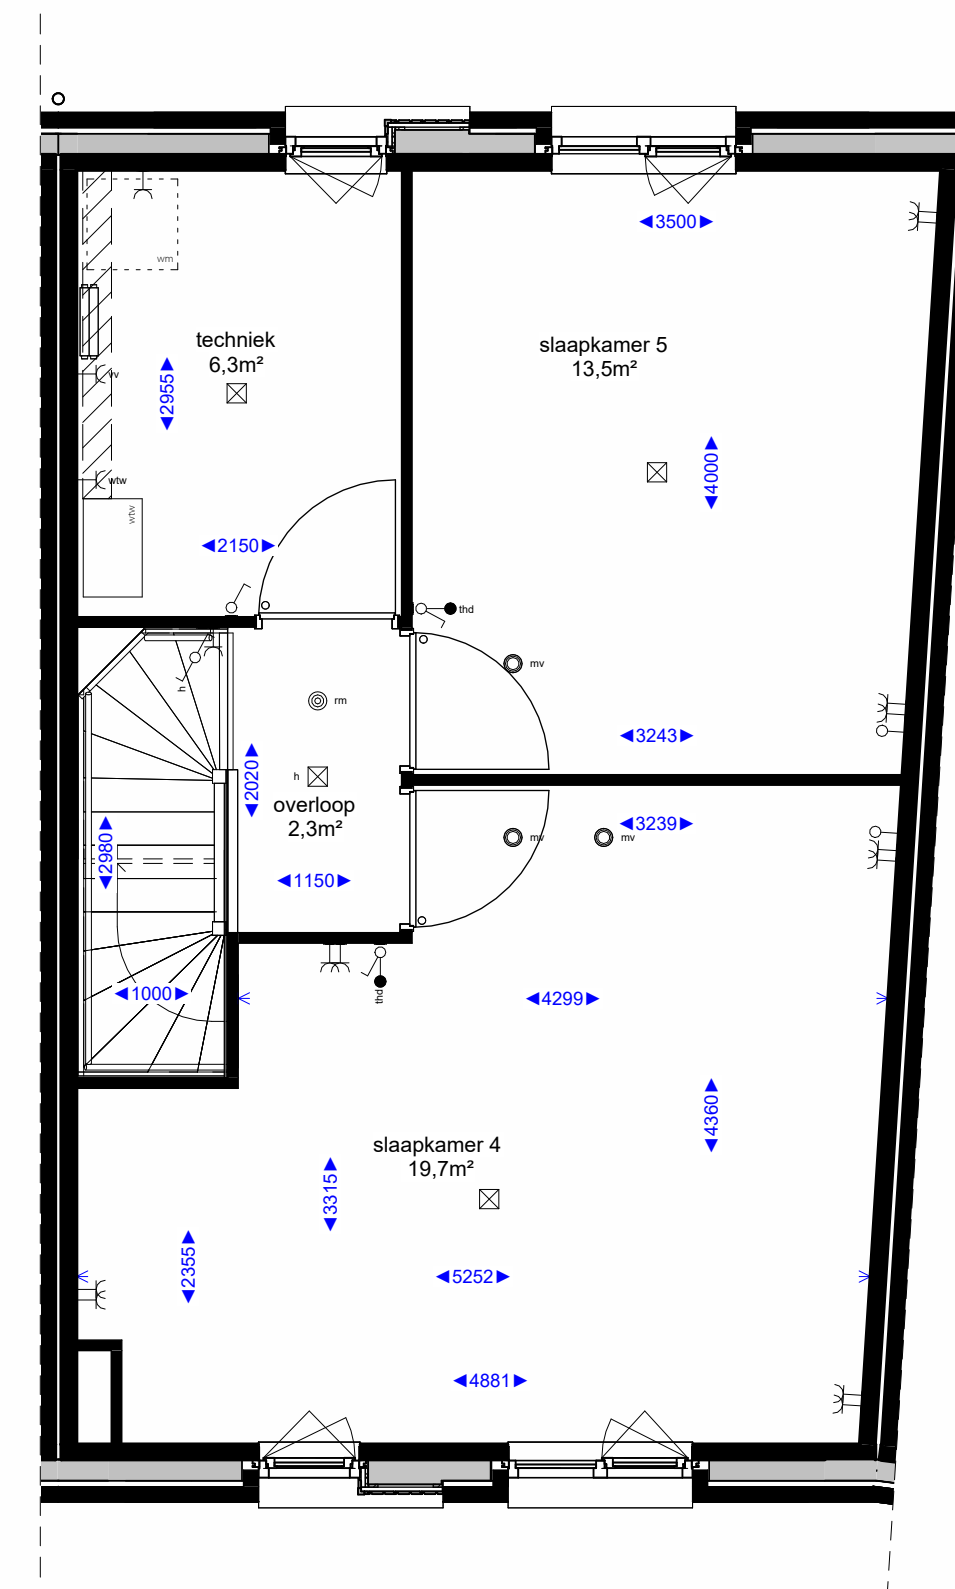 3500
wm
techniek
6,3m²
slaapkamer 5
13,5m²
vv
2955
4000
wtw
wtw
2150
thd
mv
h
rm
3243
2020
h
overloop
2,3m²
3239
mv
mv
2980
1150
1000
thd
4299
4360
slaapkamer 4
19,7m²
3315
2355
5252
4881